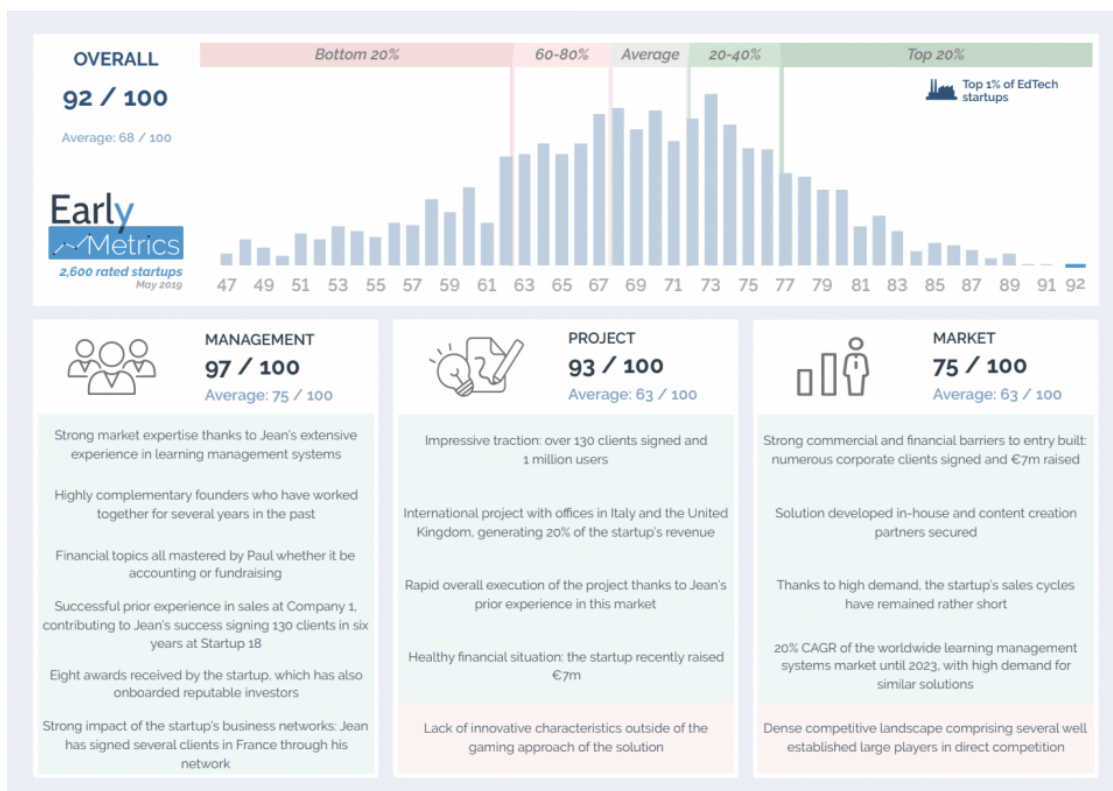 OVERALL
92 / 100
Average: 68 / 100
Early
Metrics
2,600 rated startups
May 2019
Bottom 20%
60-80%
Average
20-40%
Top 20%
Top 1% of EdTech
startups
47 49 51 53 55 57 59 61 63 65 67 69 71 73 75 77 79 81 83 85 87 89 91 92
MANAGEMENT
97 / 100
Average: 75 / 100
Strong market expertise thanks to Jean's extensive
experience in learning management systems
Highly complementary founders who have worked
together for several years in the past
Financial topics all mastered by Paul whether it be
accounting or fundraising
Successful prior experience in sales at Company 1,
contributing to Jean's success signing 130 clients in six
years at Startup 18
Eight awards received by the startup, which has also
onboarded reputable investors
Strong impact of the startup's business networks: Jean
has signed several clients in France through his
network
PROJECT
93 / 100
Average: 63 / 100
Impressive traction: over 130 clients signed and
1 million users
International project with offices in Italy and the United
Kingdom, generating 20% of the startup's revenue
Rapid overall execution of the project thanks to Jean's
prior experience in this market
Healthy financial situation: the startup recently raised
€7m
Lack of innovative characteristics outside of the
gaming approach of the solution
MARKET
75 / 100
Average: 63 / 100
Strong commercial and financial barriers to entry built:
numerous corporate clients signed and €7m raised
Solution developed in-house and content creation
partners secured
Thanks to high demand, the startup's sales cycles
have remained rather short
20% CAGR of the worldwide learning management
systems market until 2023, with high demand for
similar solutions
Dense competitive landscape comprising several well
established large players in direct competition